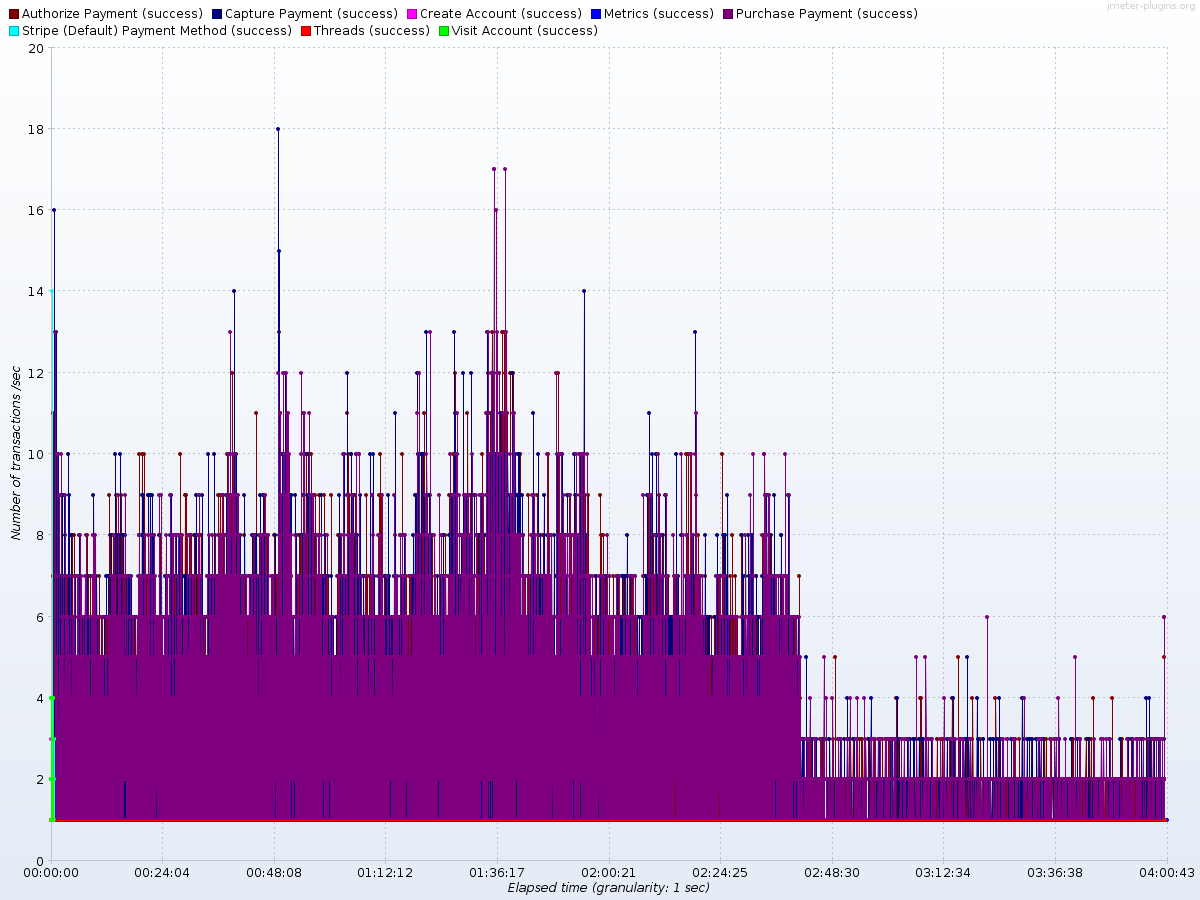 jmeter-plugins.org
Authorize Payment (success) Capture Payment (success) Create Account (success) Metrics (success) Purchase Payment (success)
Stripe (Default) Payment Method (success) Threads (success) Visit Account (success)
20
18
16
14
12
10
8
6
4
2
0
Number of transactions /sec
00:00:00 00:24:04 00:48:08 01:12:12 01:36:17 02:00:21 02:24:25 02:48:30 03:12:34 03:36:38 04:00:43
Elapsed time (granularity: 1 sec)